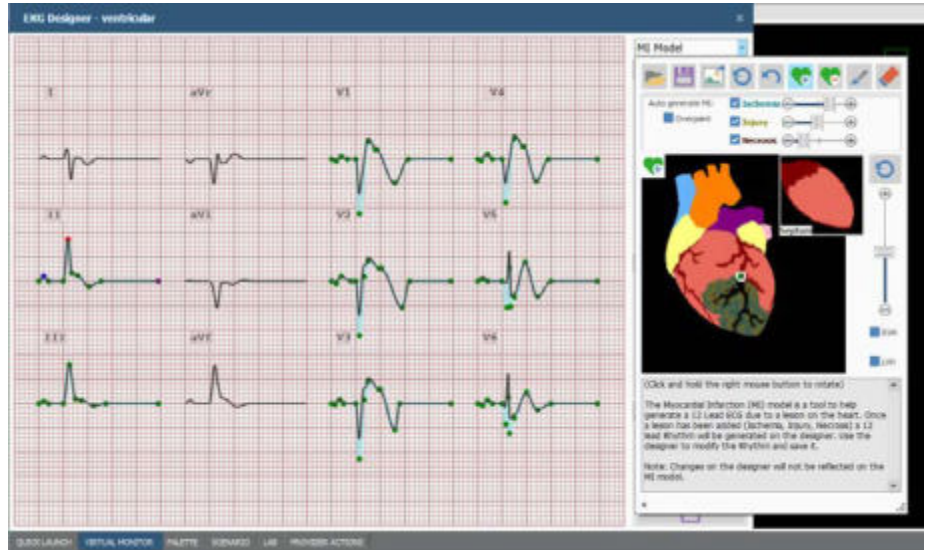 EKG Designer - ventricular
MI Model
I
aVr
V1
V4
Auto generate MI:
Ischemia
Injury
Necrosis
II
V2
V5
Septum
III
V3
V6
(Click and hold the right mouse button to rotate)
The Myocardial Infarction (MI) model is a tool to help
generate a 12 Lead ECG due to a lesion on the heart. Once
a lesion has been added (Ischemia, Injury, Necrosis) a 12
lead Rhythm will be generated on the designer. Use the
designer to modify the Rhythm and save it.
Note: Changes on the designer will not be reflected on the
MI model.
QUICK LAUNCH
VIRTUAL MONITOR
PALETTE
SCENARIO
LAB
PROVIDER ACTIONS